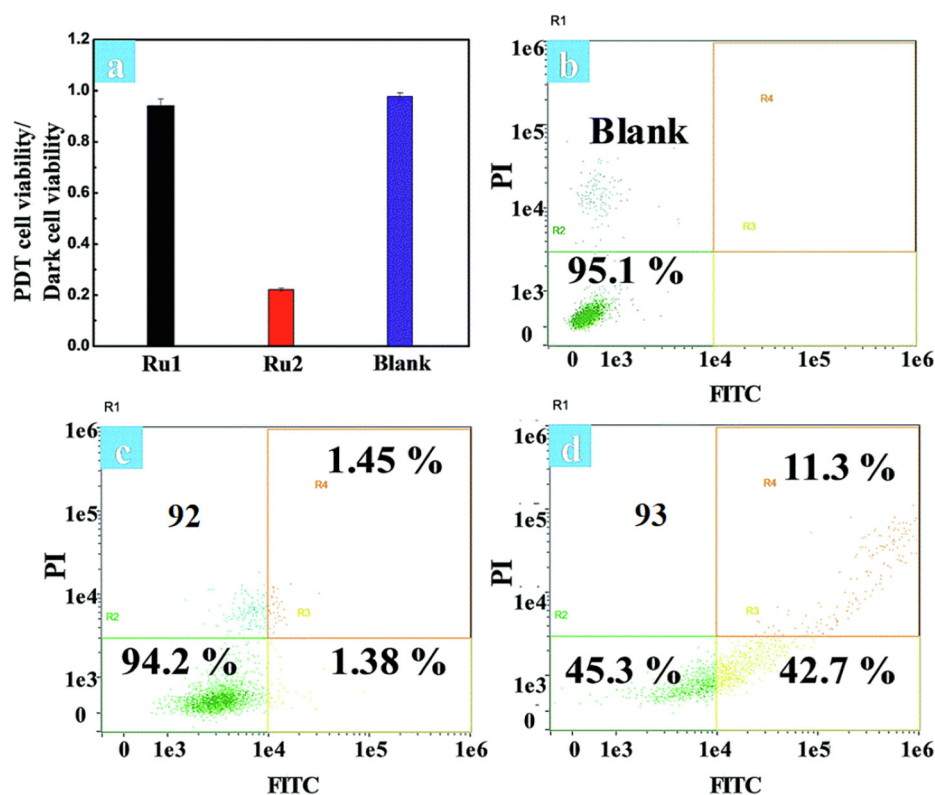 a
1.2
1.0
0.8
0.6
0.4
0.2
0.0
PDT cell viability/
Dark cell viability
Ru1 Ru2 Blank
R1
b
1e6
1e5
1e4
1e3
0
PI
Blank
R4
R2
R3
95.1 %
0 1e3 1e4 1e5 1e6
FITC
R1
c
1e6
1e5
1e4
1e3
0
PI
92
1.45 %
R4
R2
R3
94.2 %
1.38 %
0 1e3 1e4 1e5 1e6
FITC
R1
d
1e6
1e5
1e4
1e3
0
PI
93
11.3 %
R4
R2
R3
45.3 %
42.7 %
0 1e3 1e4 1e5 1e6
FITC